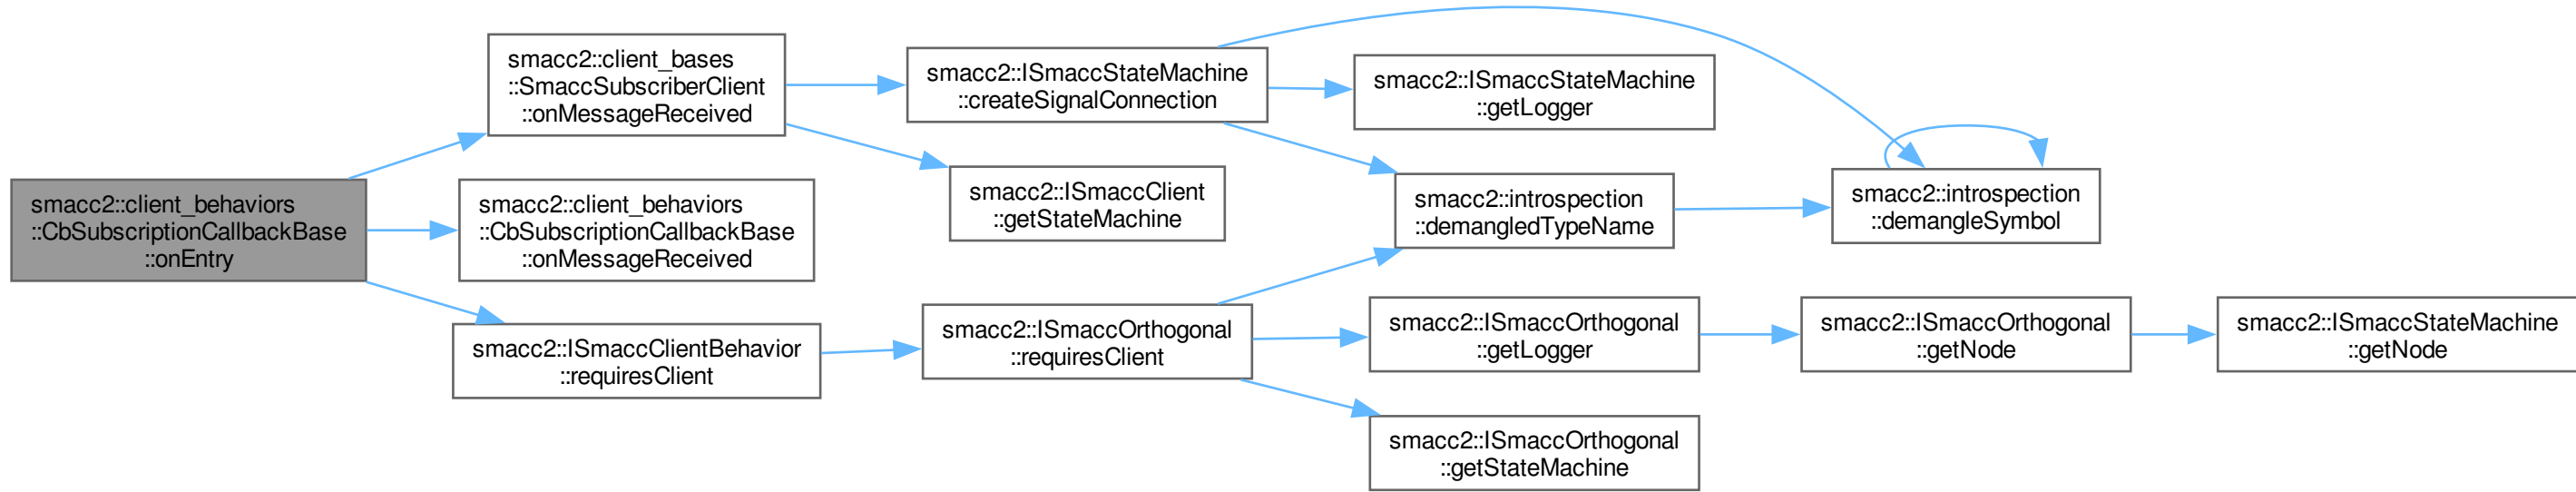 smacc2::client_behaviors
::CbSubscriptionCallbackBase
::onEntry
smacc2::client_bases
::SmaccSubscriberClient
::onMessageReceived
smacc2::client_behaviors
::CbSubscriptionCallbackBase
::onMessageReceived
smacc2::ISmaccClientBehavior
::requiresClient
smacc2::ISmaccStateMachine
::createSignalConnection
smacc2::ISmaccClient
::getStateMachine
smacc2::ISmaccOrthogonal
::requiresClient
smacc2::ISmaccStateMachine
::getLogger
smacc2::introspection
::demangledTypeName
smacc2::ISmaccOrthogonal
::getLogger
smacc2::ISmaccOrthogonal
::getStateMachine
smacc2::introspection
::demangleSymbol
smacc2::ISmaccOrthogonal
::getNode
smacc2::ISmaccStateMachine
::getNode